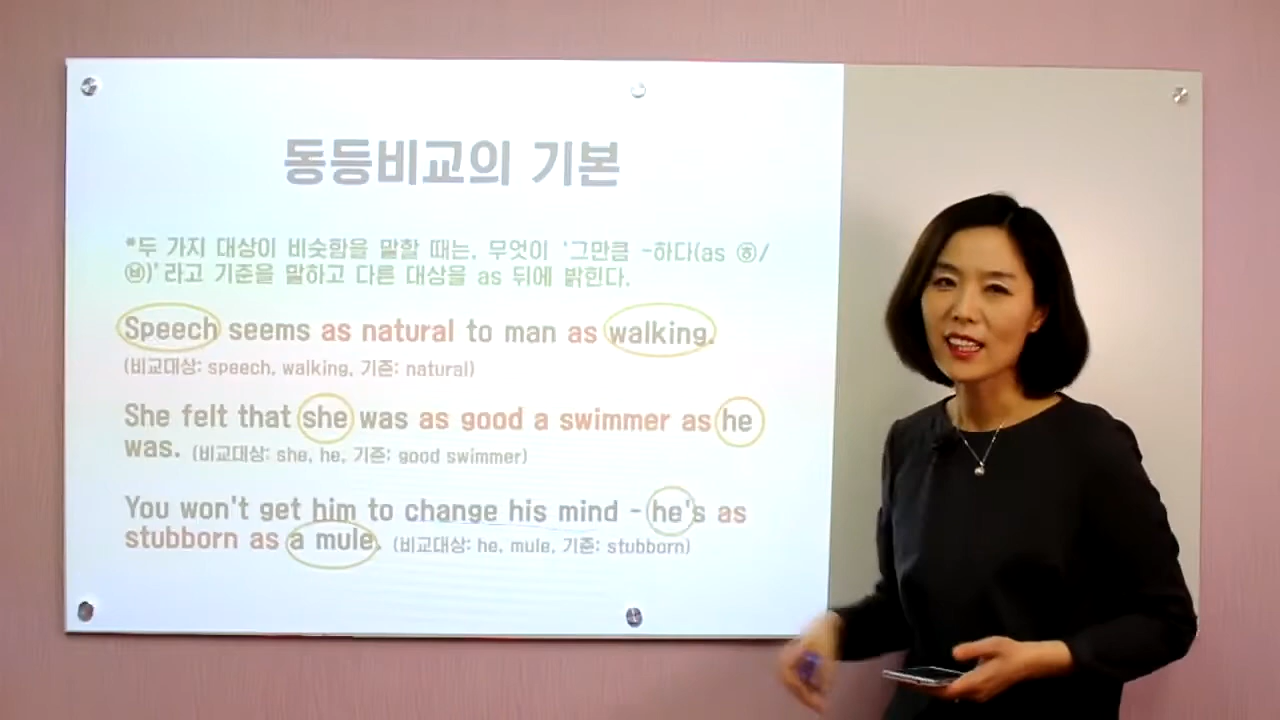 동등비교의 기본
*두 가지 대상이 비슷함을 말할 때는, 무엇이 '그만큼 -하다(as ㉻/
㉥)'라고 기준을 말하고 다른 대상을 as 뒤에 밝힌다.
Speech seems as natural to man as walking.
(비교대상: speech, walking, 기준: natural)
She felt that she was as good a swimmer as he
was. (비교대상: she, he, 기준: good swimmer)
You won't get him to change his mind - he's as
stubborn as a mule. (비교대상: he, mule, 기준: stubborn)